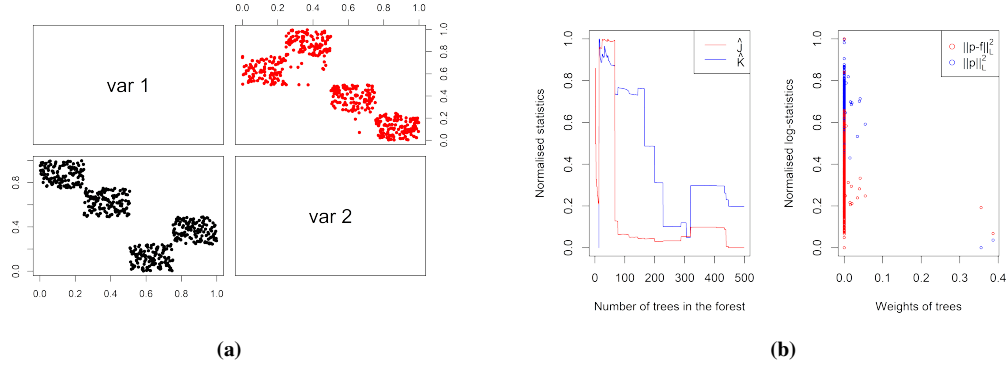 0.0 0.2 0.4 0.6 0.8 1.0
var 1
0.0 0.2 0.4 0.6 0.8 1.0
0.0 0.4 0.8
var 2
0.0 0.2 0.4 0.6 0.8 1.0
(a)
Normalised statistics
0.0 0.2 0.4 0.6 0.8 1.0
Ĵ
K̂
0 100 200 300 400 500
Number of trees in the forest
Normalised log-statistics
0.0 0.2 0.4 0.6 0.8 1.0
||p-f||²_L
||p||²_L
0.0 0.1 0.2 0.3 0.4
Weights of trees
(b)